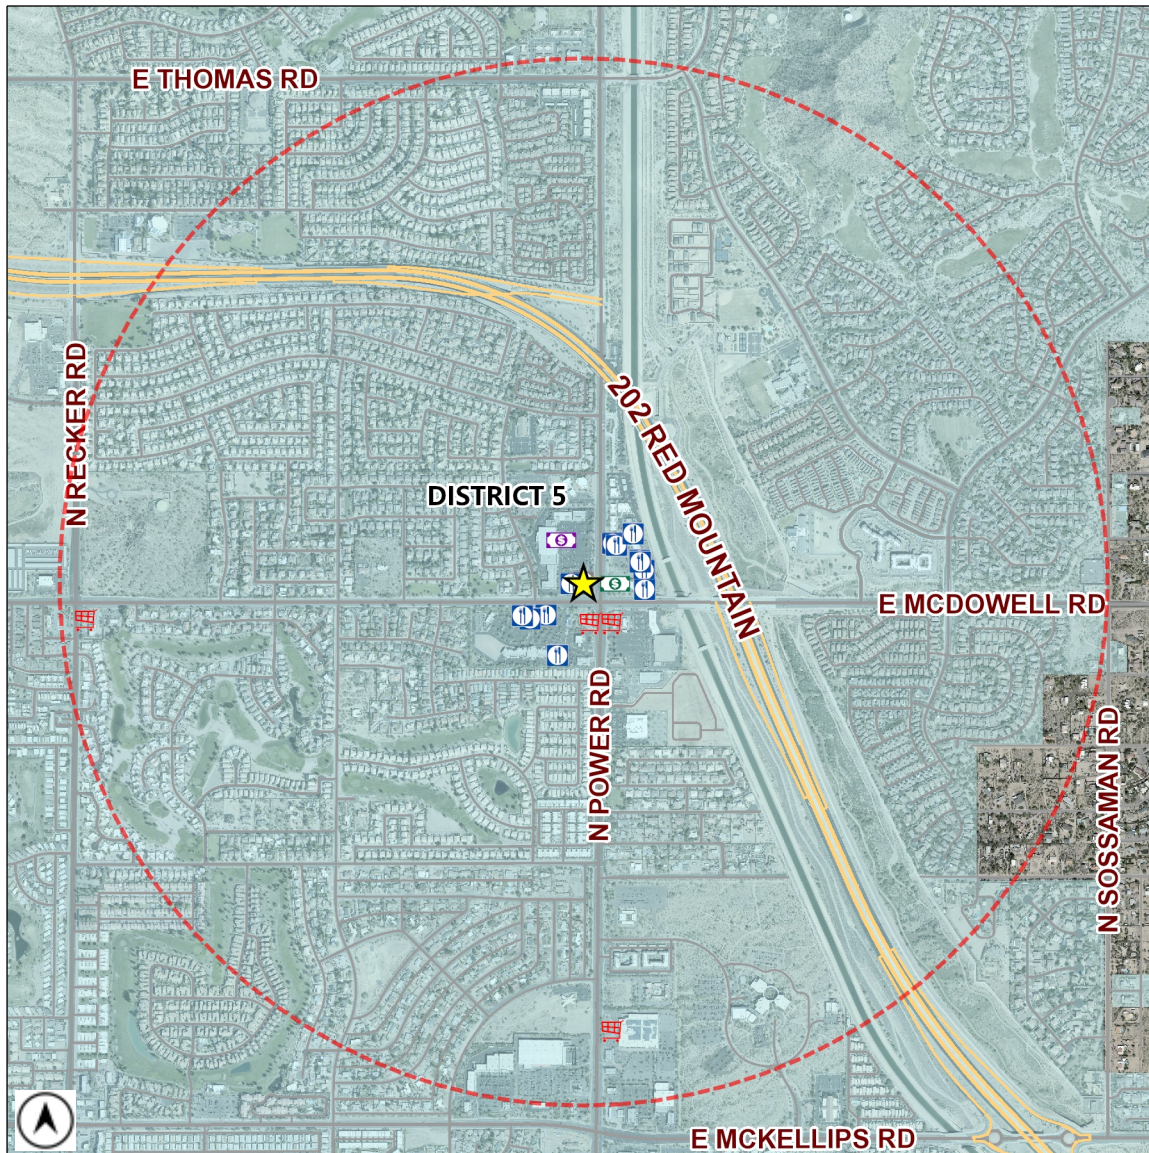 E THOMAS RD
N RECKER RD
202 RED MOUNTAIN
DISTRICT 5
$
$
E MCDOWELL RD
N POWER RD
N SOSSAMAN RD
E MCKELLIPS RD